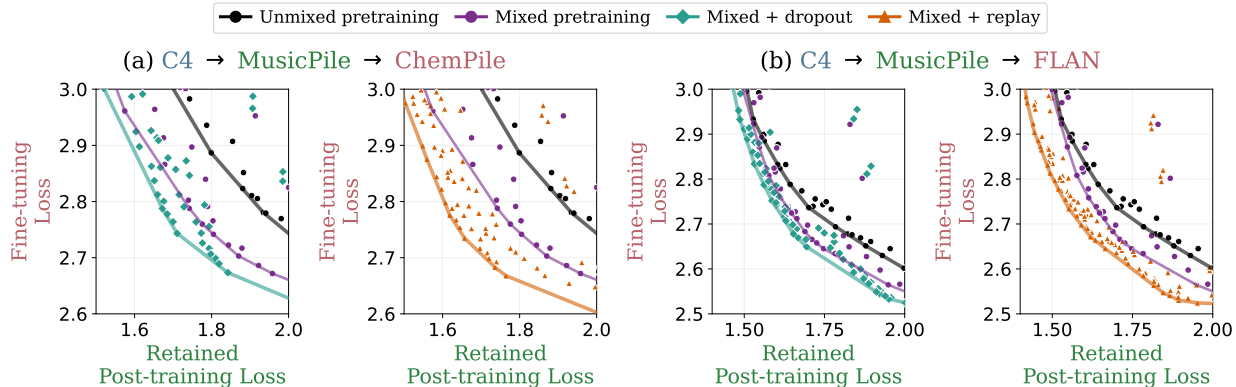 Unmixed pretraining Mixed pretraining Mixed + dropout Mixed + replay
(a) C4 → MusicPile → ChemPile
(b) C4 → MusicPile → FLAN
Fine-tuning
Loss
3.0
2.9
2.8
2.7
2.6
1.6 1.8 2.0
Retained
Post-training Loss
Fine-tuning
Loss
3.0
2.9
2.8
2.7
2.6
1.6 1.8 2.0
Retained
Post-training Loss
Fine-tuning
Loss
3.0
2.9
2.8
2.7
2.6
2.5
1.50 1.75 2.00
Retained
Post-training Loss
Fine-tuning
Loss
3.0
2.9
2.8
2.7
2.6
2.5
1.50 1.75 2.00
Retained
Post-training Loss